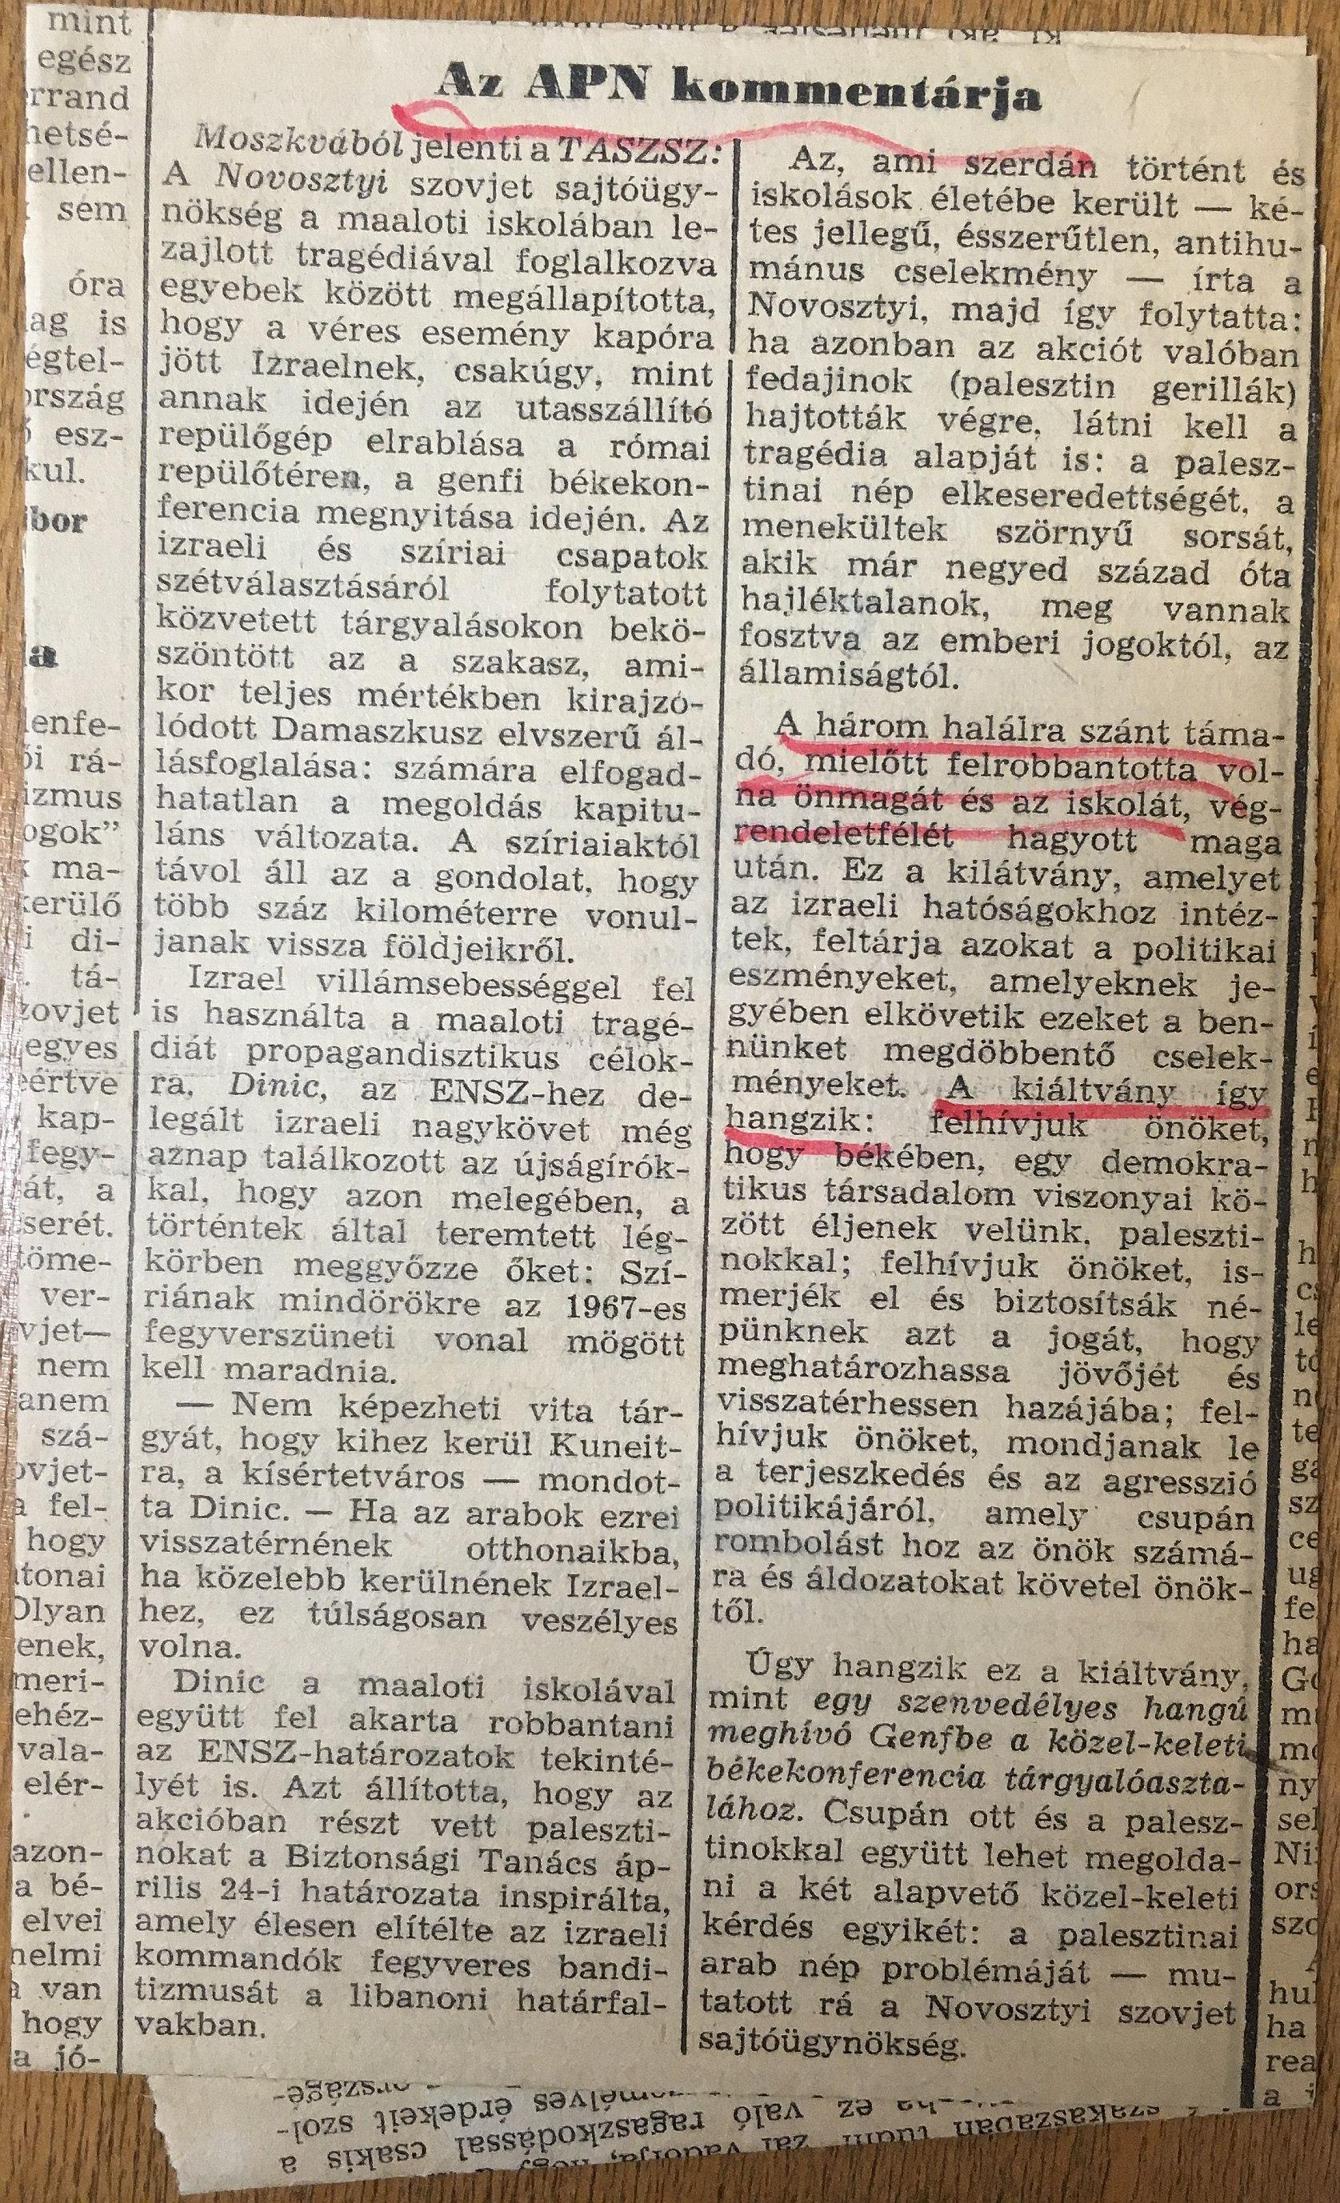 Az APN kommentárja
Moszkvából jelenti a TASZSZ:
A Novosztyi szovjet sajtóügy-
nökség a maaloti iskolában le-
zajlott tragédiával foglalkozva
egyebek között megállapította,
hogy a véres esemény kapóra
jött Izraelnek, csakúgy, mint
annak idején az utasszállító
repülőgép elrablása a római
repülőtéren, a genfi békekon-
ferencia megnyitása idején. Az
izraeli és szíriai csapatok
szétválasztásáról folytatott
közvetett tárgyalásokon bekö-
szöntött az a szakasz, ami-
kor teljes mértékben kirajzo-
lódott Damaszkusz elvszerű ál-
lásfoglalása: számára elfogad-
hatatlan a megoldás kapitu-
láns változata. A szíriaiaktól
távol áll az a gondolat, hogy
több száz kilométerre vonul-
janak vissza földjeikről.
Izrael villámsebességgel fel
is használta a maaloti tragé-
diát propagandisztikus célok-
ra, Dinic, az ENSZ-hez de-
legált izraeli nagykövet még
aznap találkozott az újságírók-
kal, hogy azon melegében, a
történtek által teremtett lég-
körben meggyőzze őket: Szí-
riának mindörökre az 1967-es
fegyverszüneti vonal mögött
kell maradnia.
— Nem képezheti vita tár-
gyát, hogy kihez kerül Kuneit-
ra, a kísértetváros — mondot-
ta Dinic. — Ha az arabok ezrei
visszatérnének otthonaikba,
ha közelebb kerülnének Izrael-
hez, ez túlságosan veszélyes
volna.
Dinic a maaloti iskolával
együtt fel akarta robbantani
az ENSZ-határozatok tekinté-
lyét is. Azt állította, hogy az
akcióban részt vett paleszti-
nokat a Biztonsági Tanács áp-
rilis 24-i határozata inspirálta,
amely élesen elítélte az izraeli
kommandók fegyveres bandi-
tizmusát a libanoni határfal-
vakban.
Az, ami szerdán történt és
iskolások életébe került — ké-
tes jellegű, ésszerűtlen, antihu-
mánus cselekmény — írta a
Novosztyi, majd így folytatta:
ha azonban az akciót valóban
fedajinok (palesztin gerillák)
hajtották végre, látni kell a
tragédia alapját is: a palesz-
tinai nép elkeseredettségét, a
menekültek szörnyű sorsát,
akik már negyed század óta
hajléktalanok, meg vannak
fosztva az emberi jogoktól, az
államiságtól.
A három halálra szánt táma-
dó, mielőtt felrobbantotta vol-
na önmagát és az iskolát, vég-
rendeletfélét hagyott maga
után. Ez a kilátvány, amelyet
az izraeli hatóságokhoz intéz-
tek, feltárja azokat a politikai
eszményeket, amelyeknek je-
gyében elkövetik ezeket a ben-
nünket megdöbbentő cselek-
ményeket. A kiáltvány így
hangzik: felhívjuk önöket,
hogy békében, egy demokra-
tikus társadalom viszonyai kö-
zött éljenek velünk, paleszti-
nokkal; felhívjuk önöket, is-
merjék el és biztosítsák né-
pünknek azt a jogát, hogy
meghatározhassa jövőjét és
visszatérhessen hazájába; fel-
hívjuk önöket, mondjanak le
a terjeszkedés és az agresszió
politikájáról, amely csupán
rombolást hoz az önök számá-
ra és áldozatokat követel önök-
től.
Úgy hangzik ez a kiáltvány,
mint egy szenvedélyes hangú
meghívó Genfbe a közel-keleti
békekonferencia tárgyalóaszta-
lához. Csupán ott és a palesz-
tinokkal együtt lehet megolda-
ni a két alapvető közel-keleti
kérdés egyikét: a palesztinai
arab nép problémáját — mu-
tatott rá a Novosztyi szovjet
sajtóügynökség.